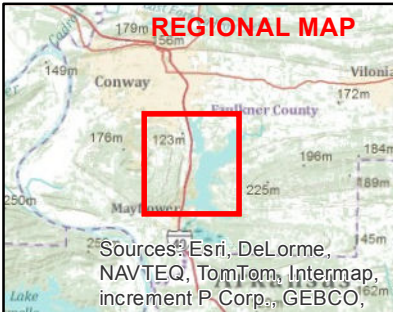 REGIONAL MAP
179m
56m
149m
Conway
Vilonia
172m
Faulkner County
176m
123m
184m
196m
189m
225m
250m
Mayflower
145m
Sources: Esri, DeLorme,
NAVTEQ, TomTom, Intermap,
Lake
increment P Corp., GEBCO,